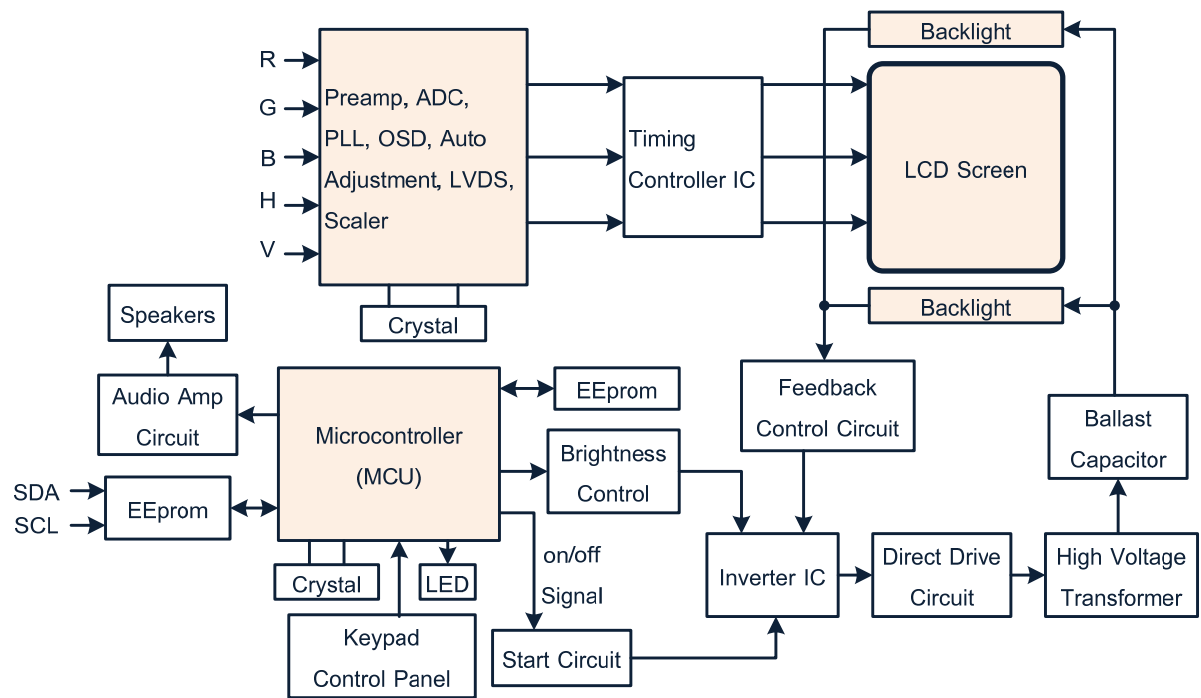 R
G
B
H
V
Preamp, ADC,
PLL, OSD, Auto
Adjustment, LVDS,
Scaler
Crystal
Timing
Controller IC
Backlight
LCD Screen
Backlight
Speakers
Audio Amp
Circuit
SDA
SCL
EEprom
Microcontroller
(MCU)
EEprom
Brightness
Control
Crystal
LED
Keypad
Control Panel
on/off
Signal
Start Circuit
Feedback
Control Circuit
Inverter IC
Direct Drive
Circuit
High Voltage
Transformer
Ballast
Capacitor